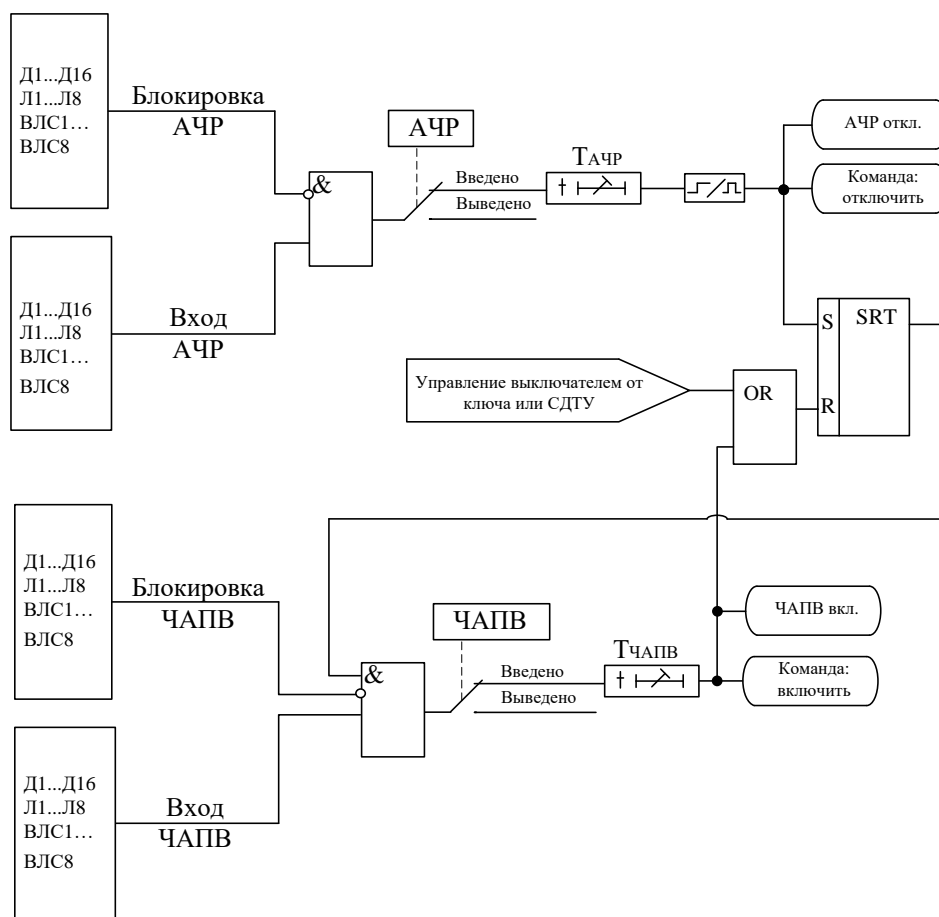 Д1...Д16
Л1...Л8
ВЛС1...
ВЛС8
Блокировка
АЧР
&
АЧР
Введено
Выведено
TАЧР
АЧР откл.
Команда:
отключить
Д1...Д16
Л1...Л8
ВЛС1...
ВЛС8
Вход
АЧР
S
SRT
R
Управление выключателем от
ключа или СДТУ
OR
Д1...Д16
Л1...Л8
ВЛС1...
ВЛС8
Блокировка
ЧАПВ
&
ЧАПВ
Введено
Выведено
TЧАПВ
ЧАПВ вкл.
Команда:
включить
Д1...Д16
Л1...Л8
ВЛС1...
ВЛС8
Вход
ЧАПВ